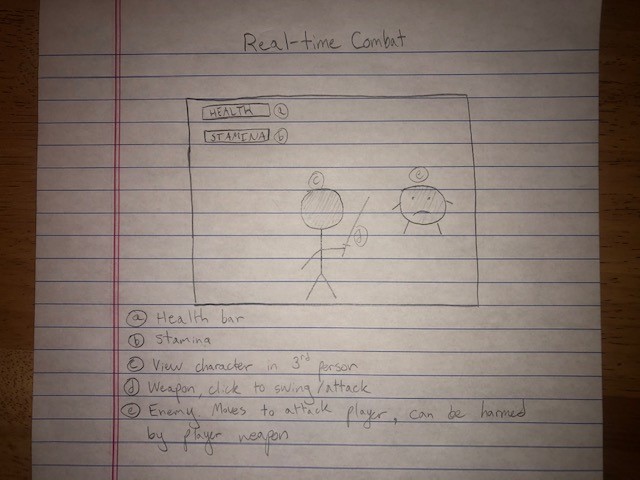 Real-time Combat
HEALTH a
STAMINA b
c
e
d
a Health bar
b Stamina
c View character in 3rd person
d Weapon, click to swing/attack
e Enemy. Moves to attack player, can be harmed
by player weapon